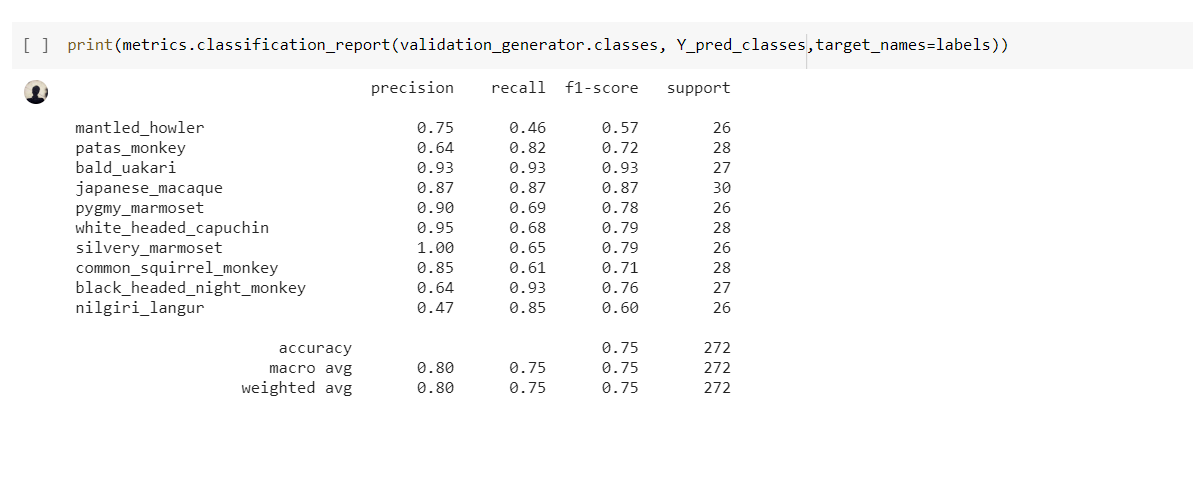 [ ] print(metrics.classification_report(validation_generator.classes, Y_pred_classes,target_names=labels))
precision recall f1-score support
mantled_howler 0.75 0.46 0.57 26
patas_monkey 0.64 0.82 0.72 28
bald_uakari 0.93 0.93 0.93 27
japanese_macaque 0.87 0.87 0.87 30
pygmy_marmoset 0.90 0.69 0.78 26
white_headed_capuchin 0.95 0.68 0.79 28
silvery_marmoset 1.00 0.65 0.79 26
common_squirrel_monkey 0.85 0.61 0.71 28
black_headed_night_monkey 0.64 0.93 0.76 27
nilgiri_langur 0.47 0.85 0.60 26
accuracy 0.75 272
macro avg 0.80 0.75 0.75 272
weighted avg 0.80 0.75 0.75 272